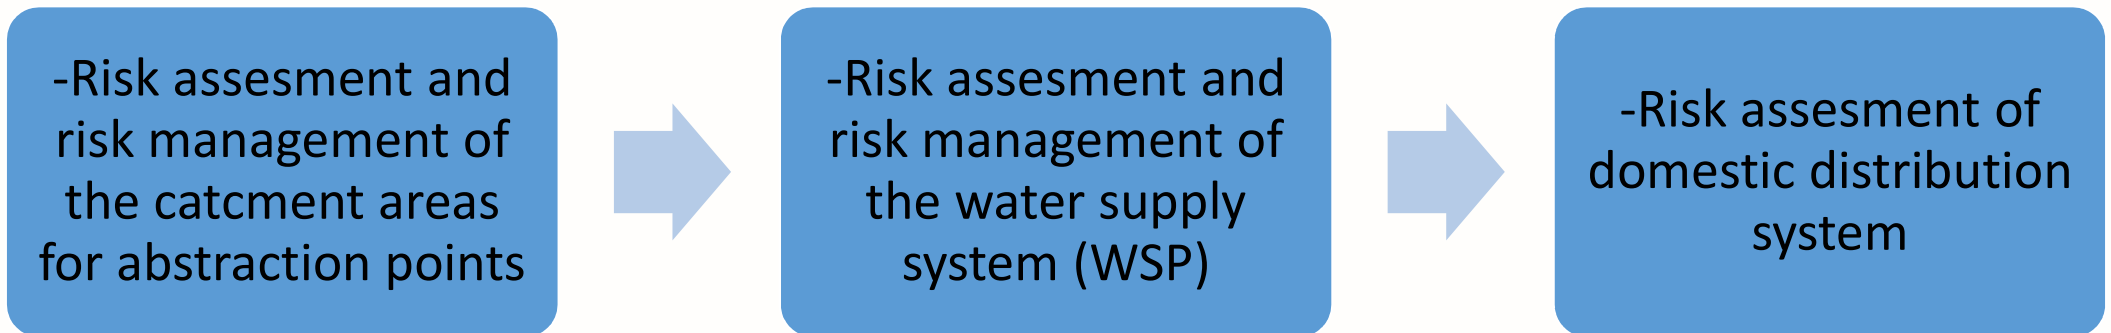 -Risk assesment and
risk management of
the catcment areas
for abstraction points
-Risk assesment and
risk management of
the water supply
system (WSP)
-Risk assesment of
domestic distribution
system